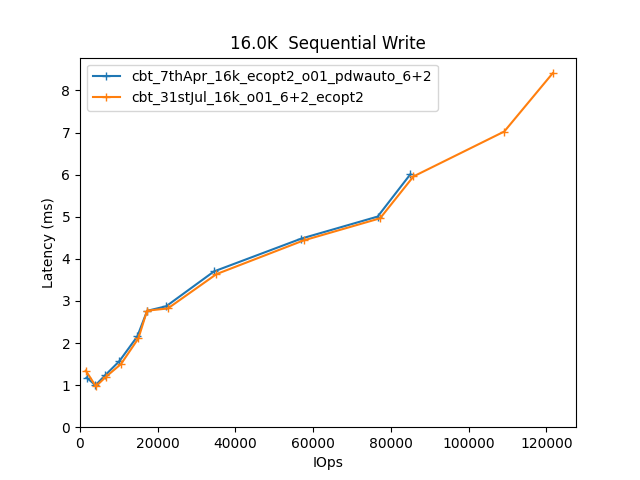 16.0K  Sequential Write
cbt_7thApr_16k_ecopt2_o01_pdwauto_6+2
cbt_31stJul_16k_o01_6+2_ecopt2
Latency (ms)
8
7
6
5
4
3
2
1
0
0 20000 40000 60000 80000 100000 120000
IOps